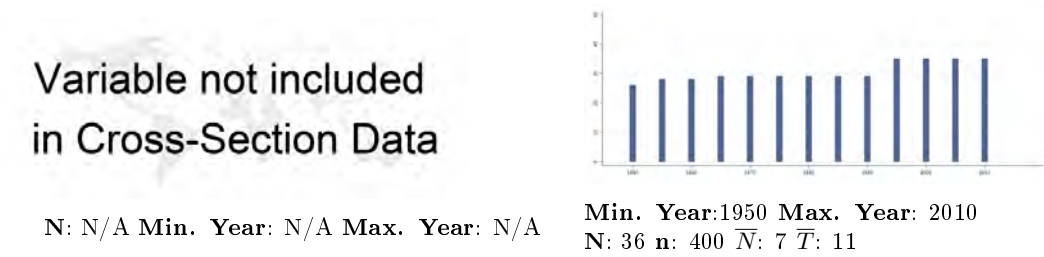 Variable not included
in Cross-Section Data
N: N/A Min. Year: N/A Max. Year: N/A
Min. Year:1950 Max. Year: 2010
N: 36 n: 400 N̅: 7 T̅: 11